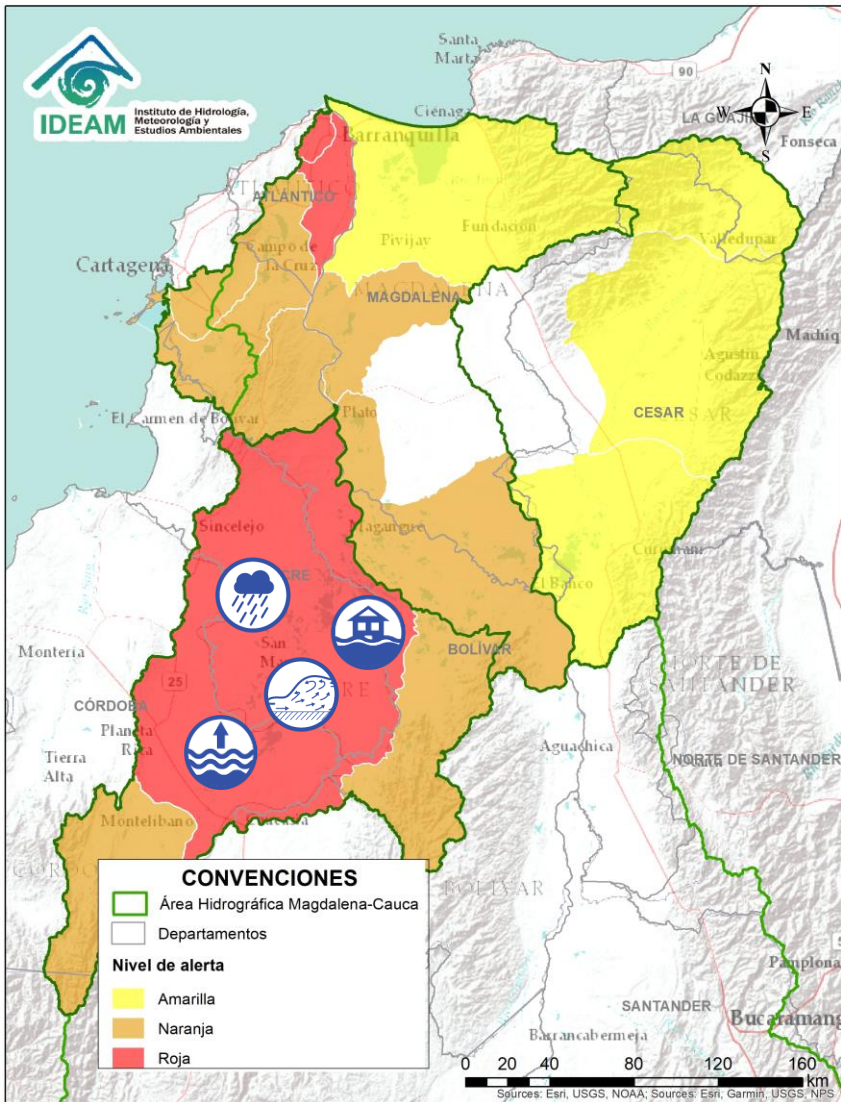 Santa
Marta
90
N
W
E
S
IDEAM
Instituto de Hidrología,
Meteorología y
Estudios Ambientales
Ciénaga
LA GUAJIRA
Fonseca
Barranquilla
ATLÁNTICO
Fundación
Valledupar
Pivijay
Campo de
la Cruz
Cartagena
MAGDALENA
Agustín
Codazzi
CESAR
El Carmen de Bolívar
Plato
Sincelejo
Magangué
Curumaní
El Banco
San
BOLÍVAR
Montería
25
CÓRDOBA
Planeta
Rica
Tierra
Alta
NORTE DE
SANTANDER
Aguachica
NORTE DE SANTANDER
Montelíbano
Caucasia
BOLÍVAR
CONVENCIONES
Área Hidrográfica Magdalena-Cauca
Departamentos
Nivel de alerta
Amarilla
Naranja
Roja
Pamplona
SANTANDER
Bucaramang
Barrancabermeja
0 20 40 80 120 160
km
Sources: Esri, USGS, NOAA; Sources: Esri, Garmin, USGS, NPS